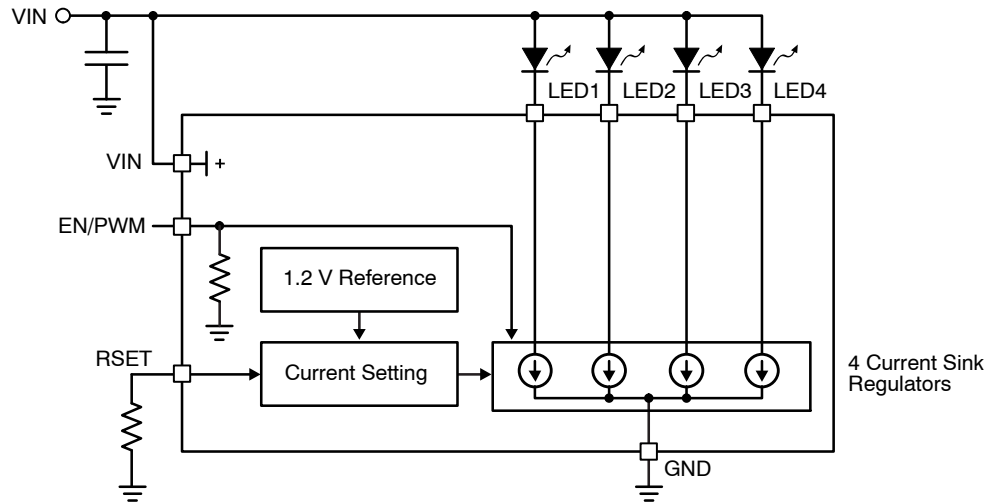 VIN
LED1
LED2
LED3
LED4
VIN
+
EN/PWM
1.2 V Reference
RSET
Current Setting
4 Current Sink
Regulators
GND